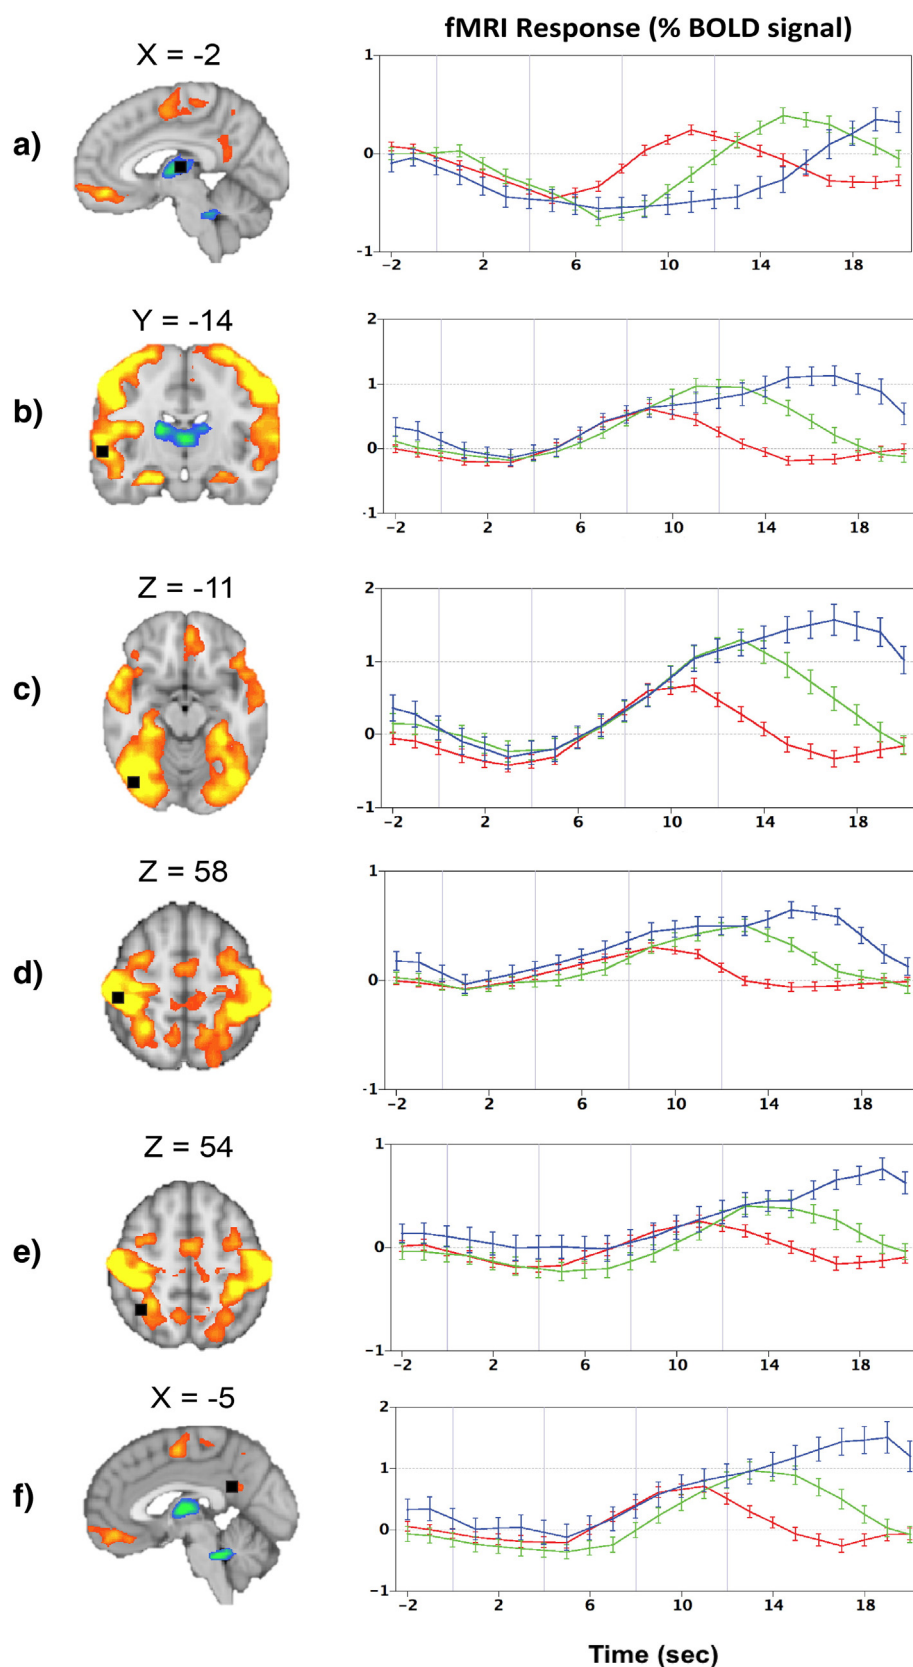 fMRI Response (% BOLD signal)
X = -2
a)
1
0
-1
-2 2 6 10 14 18
Y = -14
b)
2
1
0
-1
-2 2 6 10 14 18
Z = -11
c)
2
1
0
-1
-2 2 6 10 14 18
Z = 58
d)
1
0
-1
-2 2 6 10 14 18
Z = 54
e)
1
0
-1
-2 2 6 10 14 18
X = -5
f)
2
1
0
-1
-2 2 6 10 14 18
Time (sec)